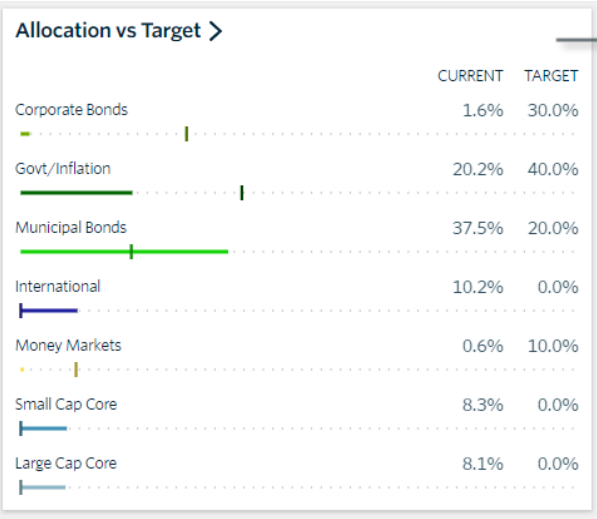 Allocation vs Target
CURRENT TARGET
Corporate Bonds 1.6% 30.0%
Govt/Inflation 20.2% 40.0%
Municipal Bonds 37.5% 20.0%
International 10.2% 0.0%
Money Markets 0.6% 10.0%
Small Cap Core 8.3% 0.0%
Large Cap Core 8.1% 0.0%